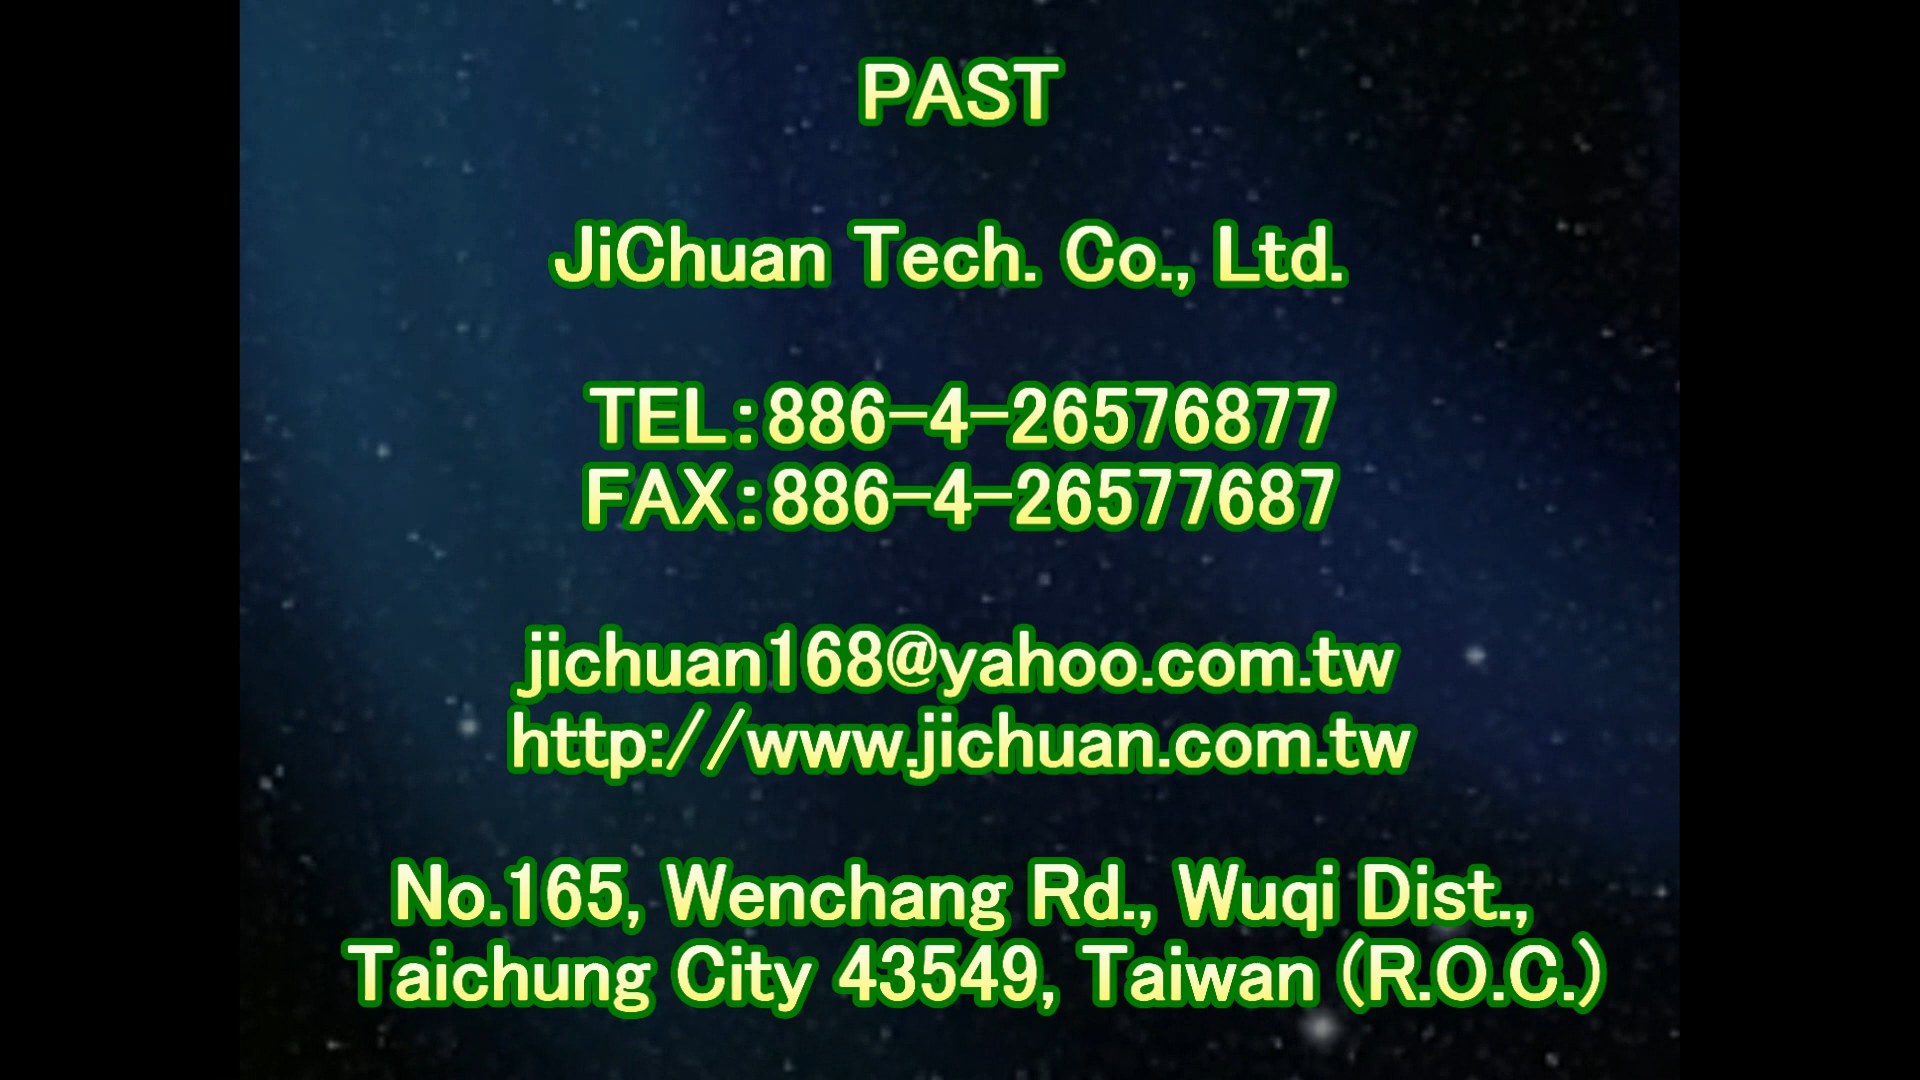 PAST
JiChuan Tech. Co., Ltd.
TEL:886-4-26576877
FAX:886-4-26577687
jichuan168@yahoo.com.tw
http://www.jichuan.com.tw
No.165, Wenchang Rd., Wuqi Dist.,
Taichung City 43549, Taiwan (R.O.C.)